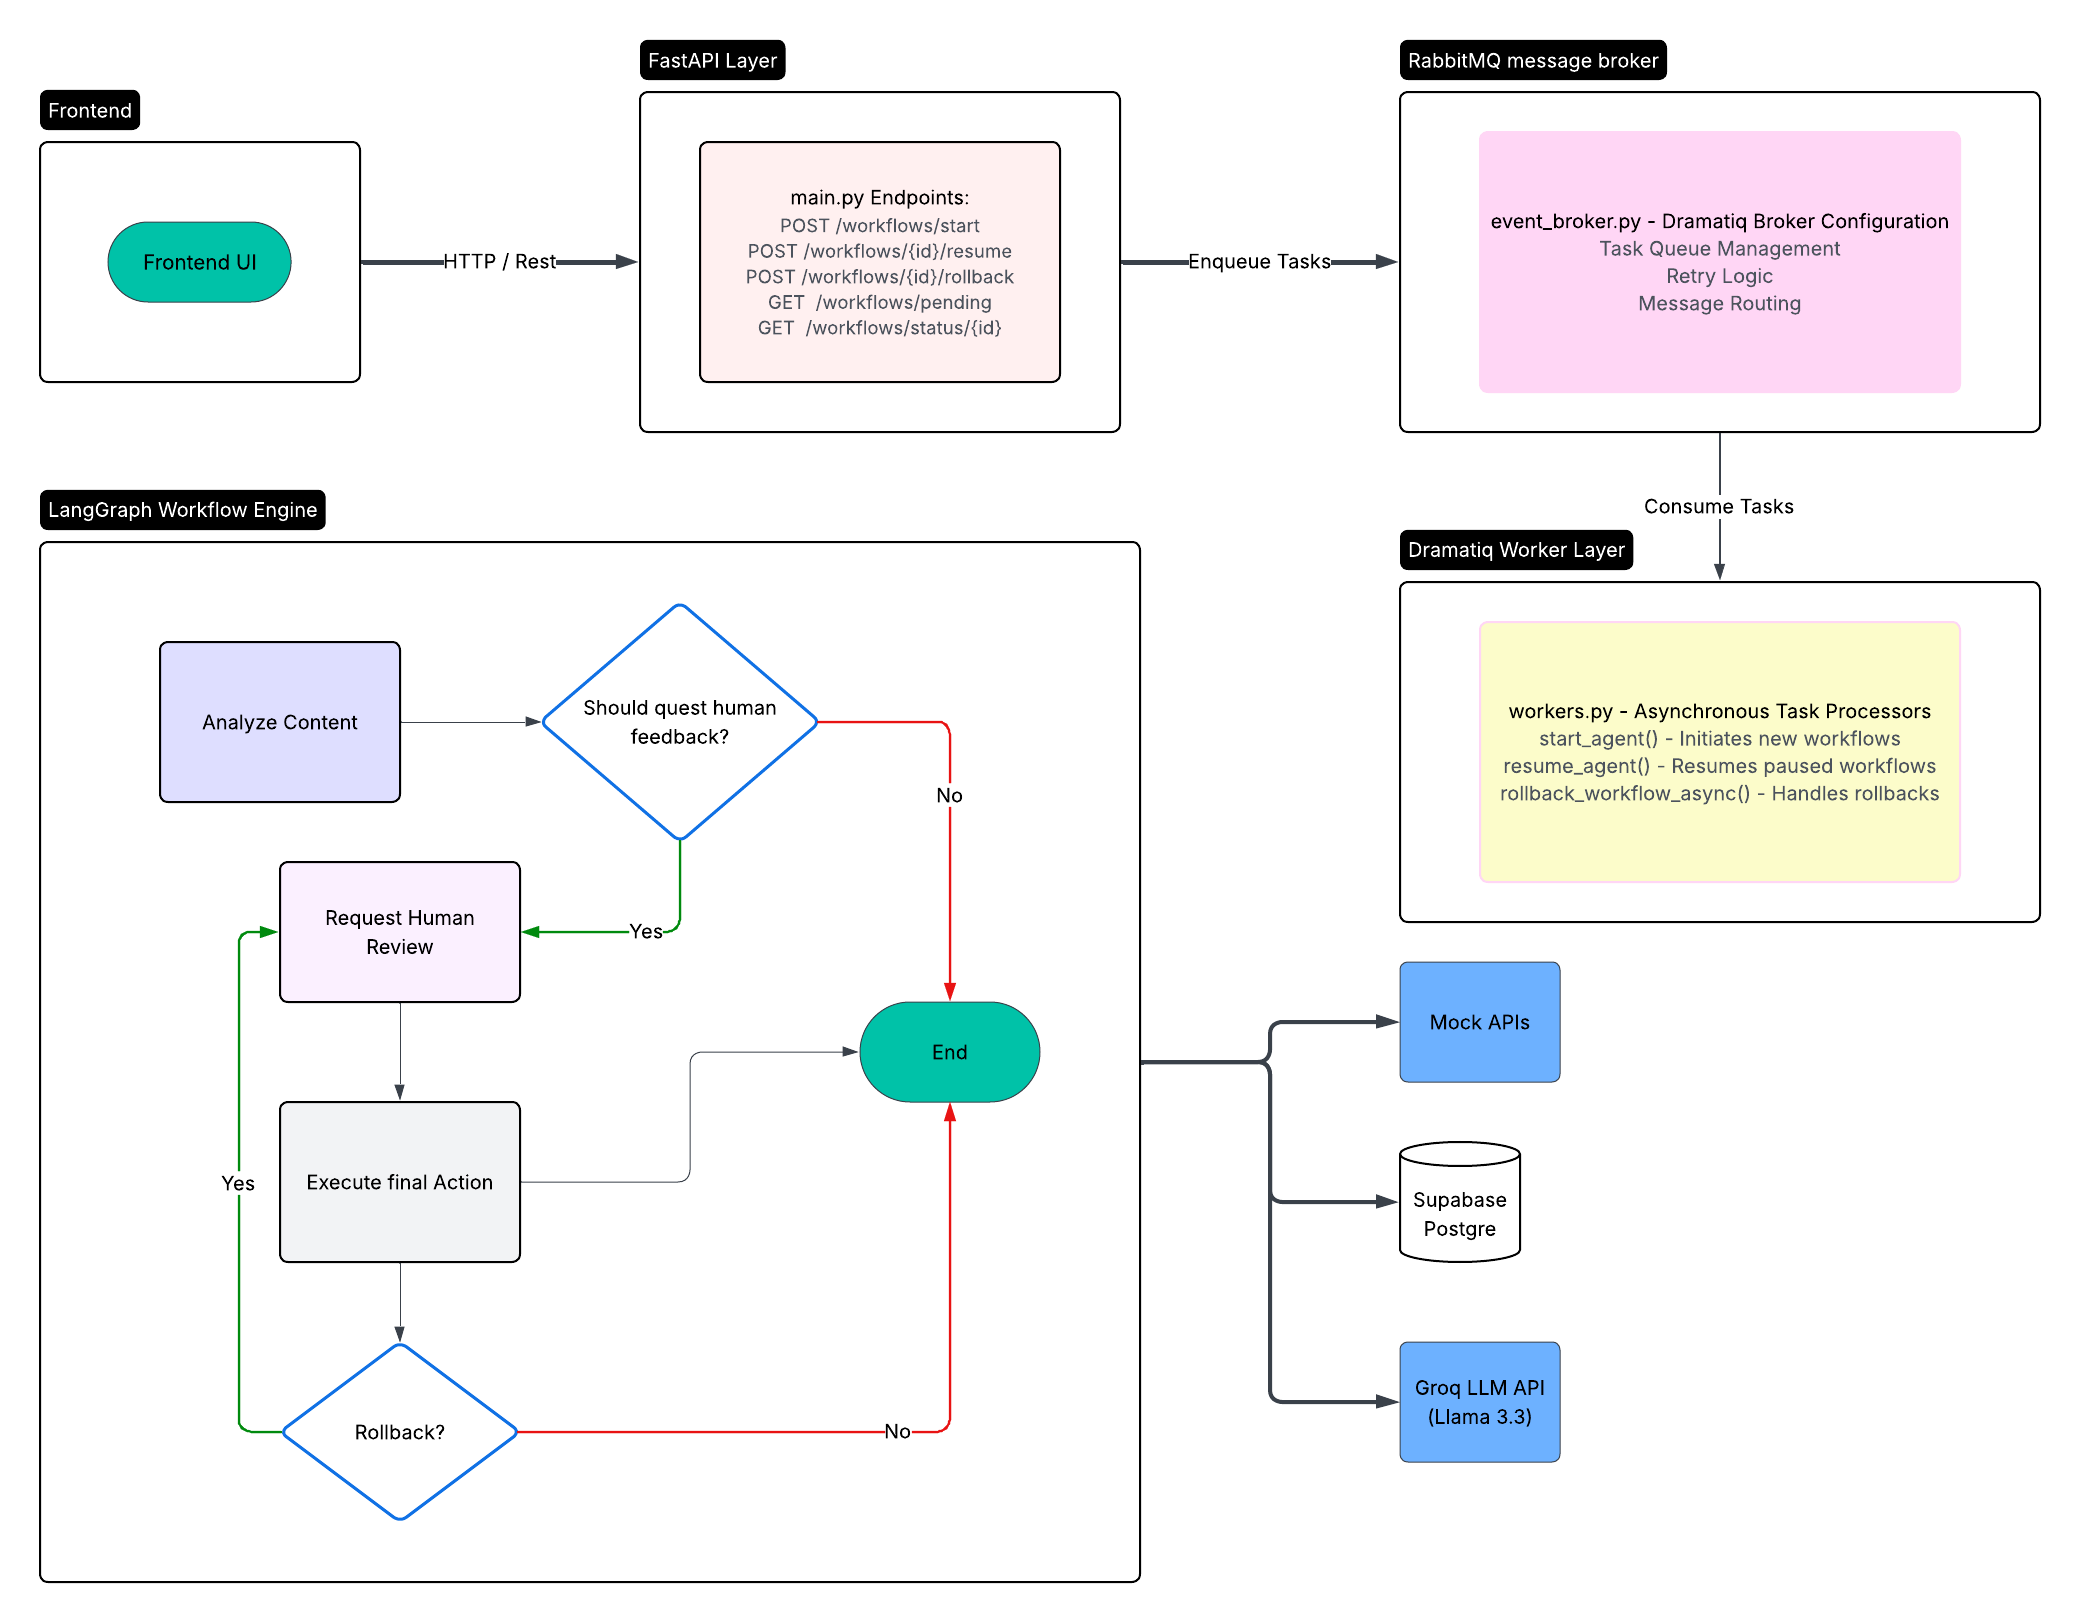 Frontend
Frontend UI
HTTP / Rest
FastAPI Layer
main.py Endpoints:
POST /workflows/start
POST /workflows/{id}/resume
POST /workflows/{id}/rollback
GET  /workflows/pending
GET  /workflows/status/{id}
Enqueue Tasks
RabbitMQ message broker
event_broker.py - Dramatiq Broker Configuration
Task Queue Management
Retry Logic
Message Routing
Consume Tasks
Dramatiq Worker Layer
workers.py - Asynchronous Task Processors
start_agent() - Initiates new workflows
resume_agent() - Resumes paused workflows
rollback_workflow_async() - Handles rollbacks
LangGraph Workflow Engine
Analyze Content
Should quest human
feedback?
No
Yes
Request Human
Review
End
Yes
Execute final Action
Rollback?
No
Mock APIs
Supabase
Postgre
Groq LLM API
(Llama 3.3)